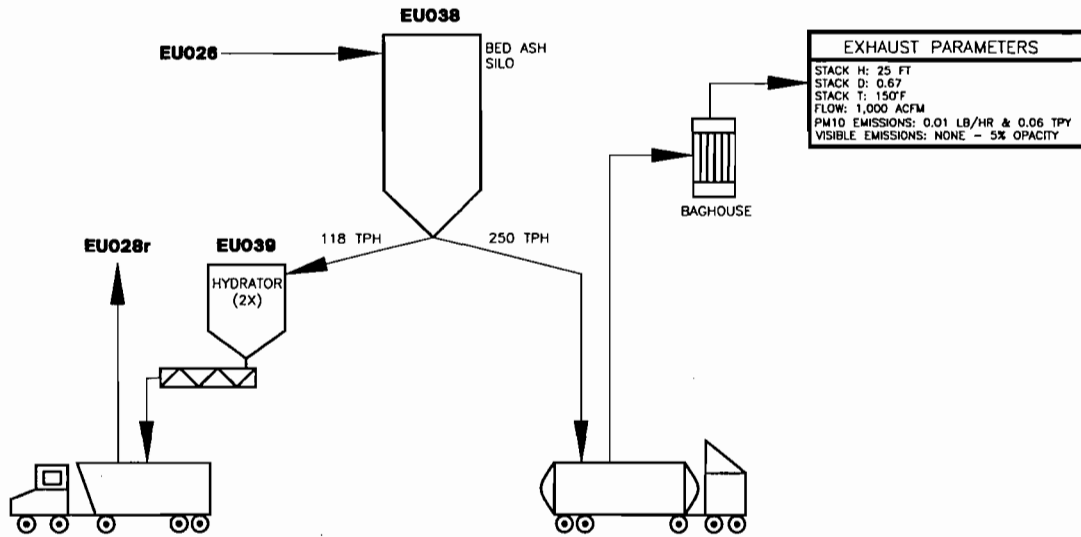 EU038
EU026
BED ASH
SILO
EXHAUST PARAMETERS
STACK H: 25 FT
STACK D: 0.67
STACK T: 150°F
FLOW: 1,000 ACFM
PM10 EMISSIONS: 0.01 LB/HR & 0.06 TPY
VISIBLE EMISSIONS: NONE - 5% OPACITY
BAGHOUSE
118 TPH
250 TPH
EU028r
EU039
HYDRATOR
(2X)